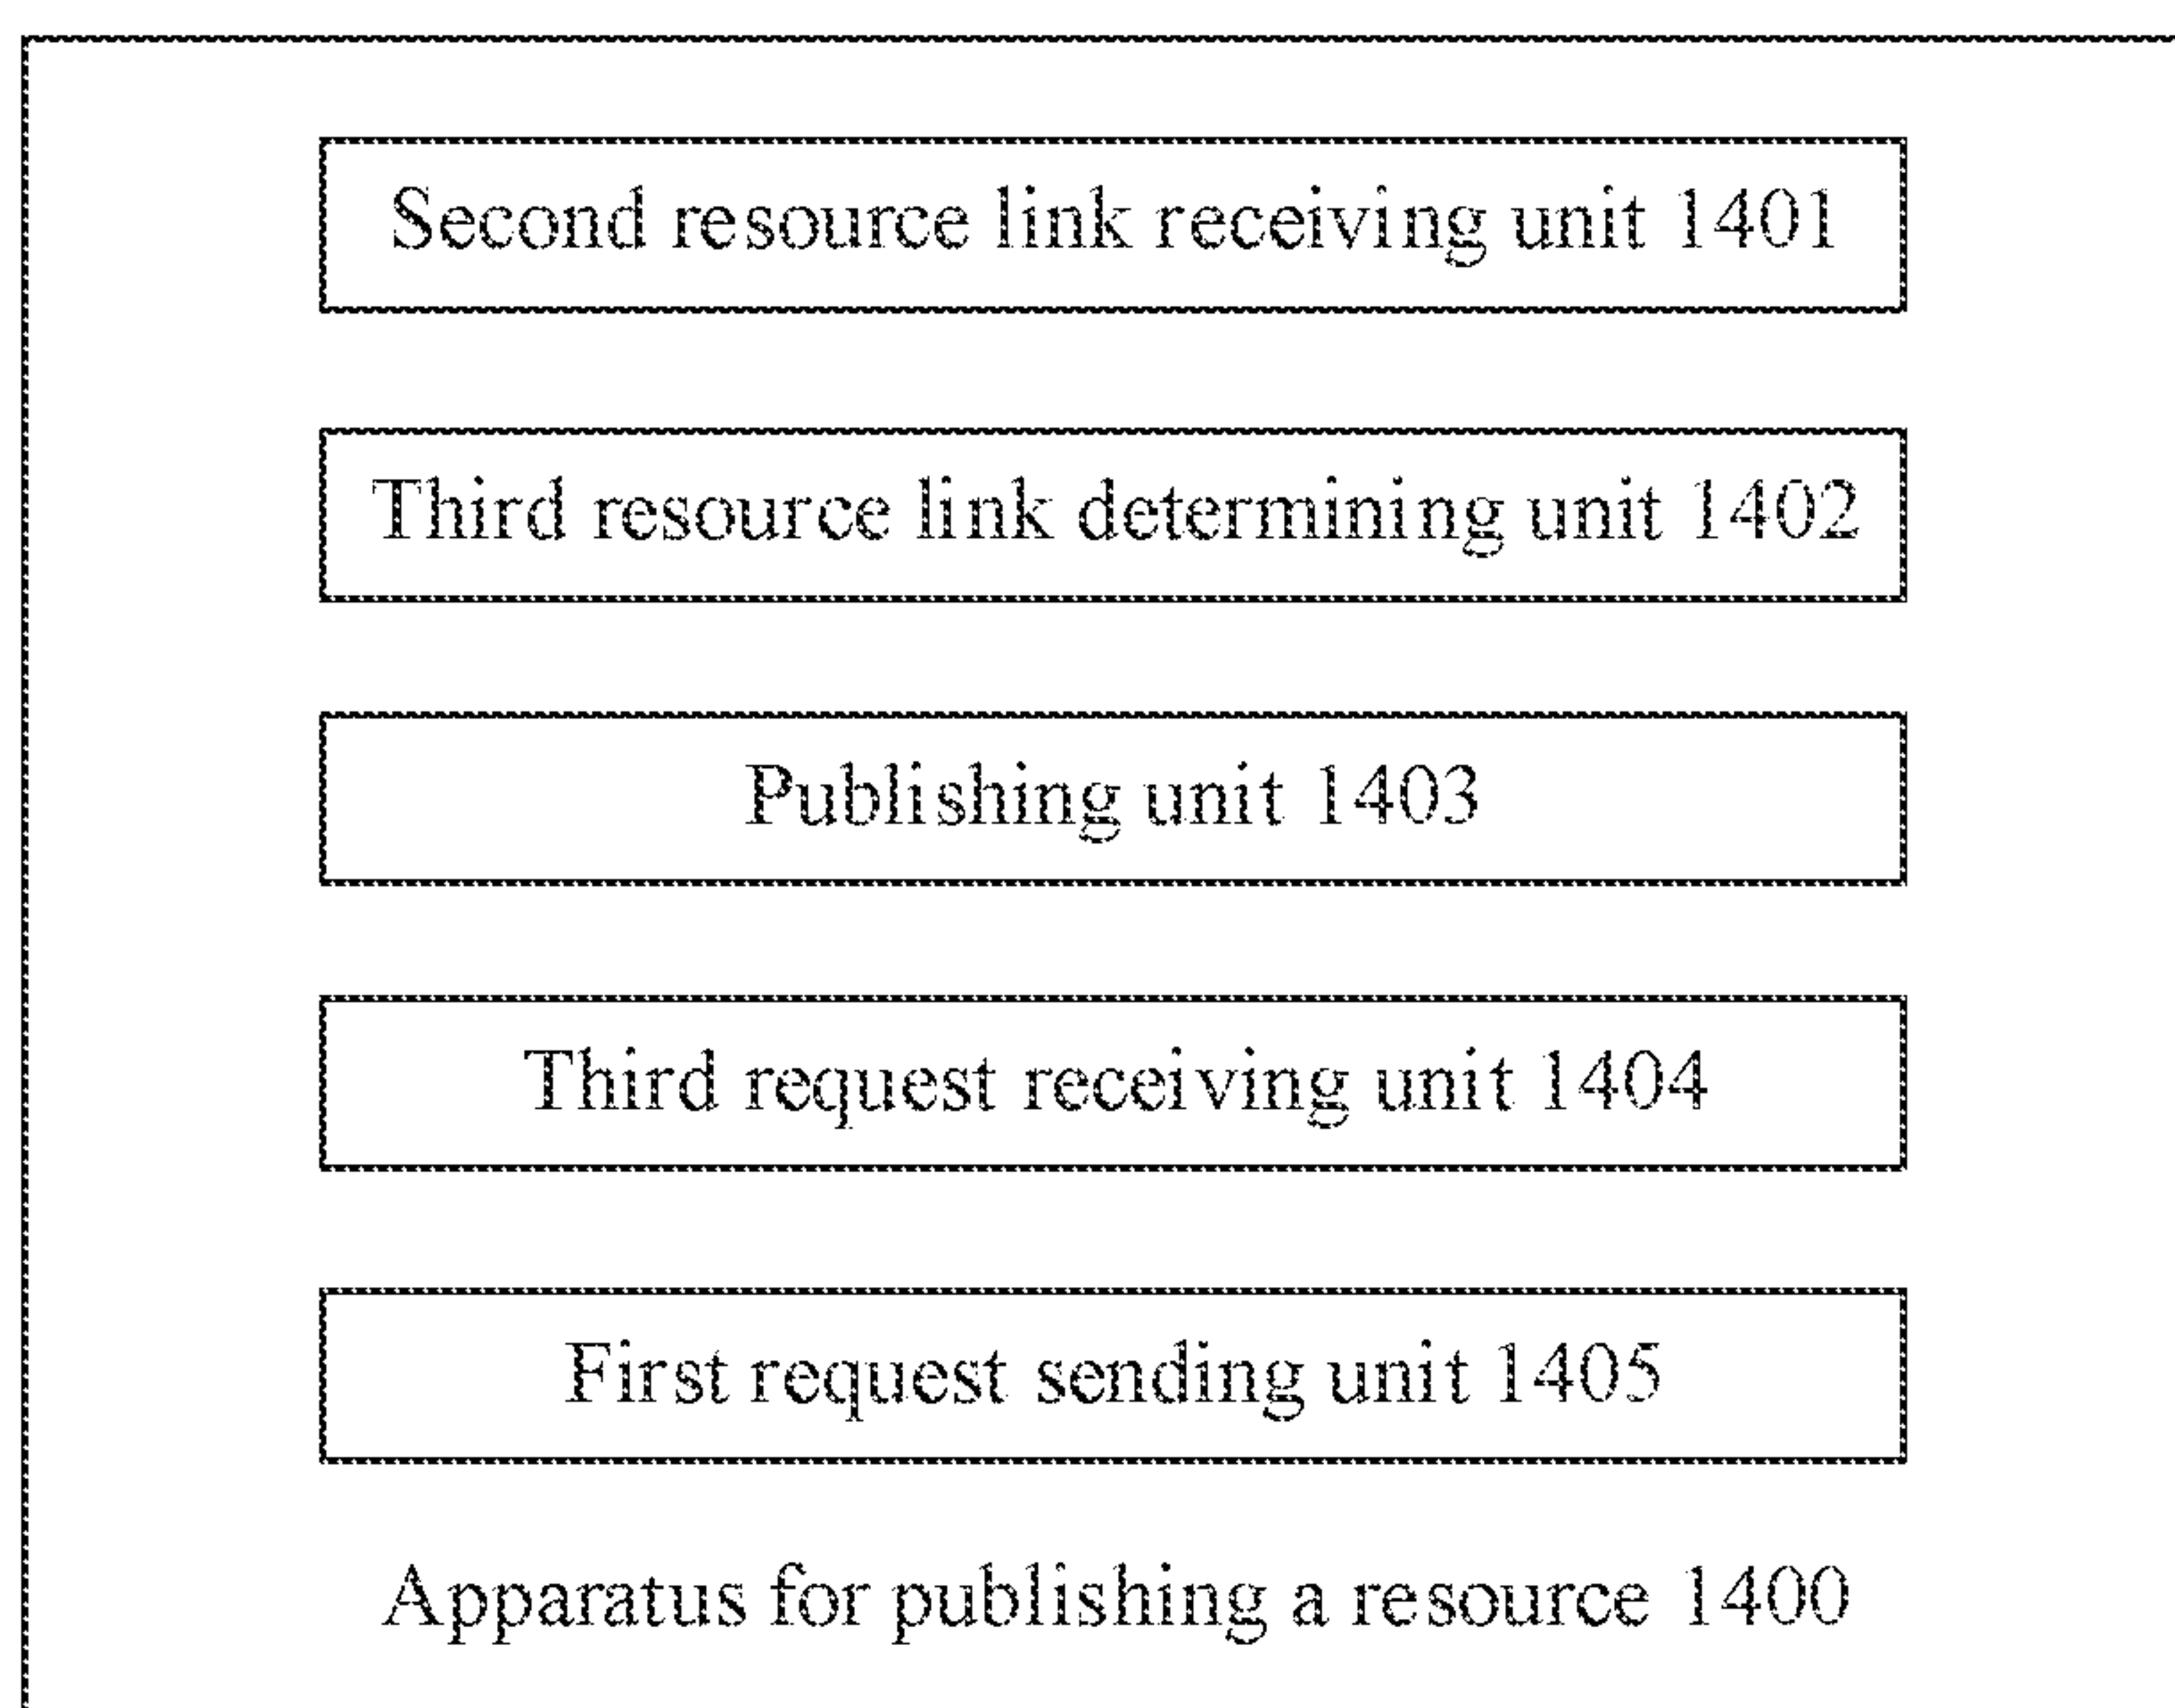 Second resource link receiving unit 1401
Third resource link determining unit 1402
Publishing unit 1403
Third request receiving unit 1404
First request sending unit 1405
Apparatus for publishing a resource 1400